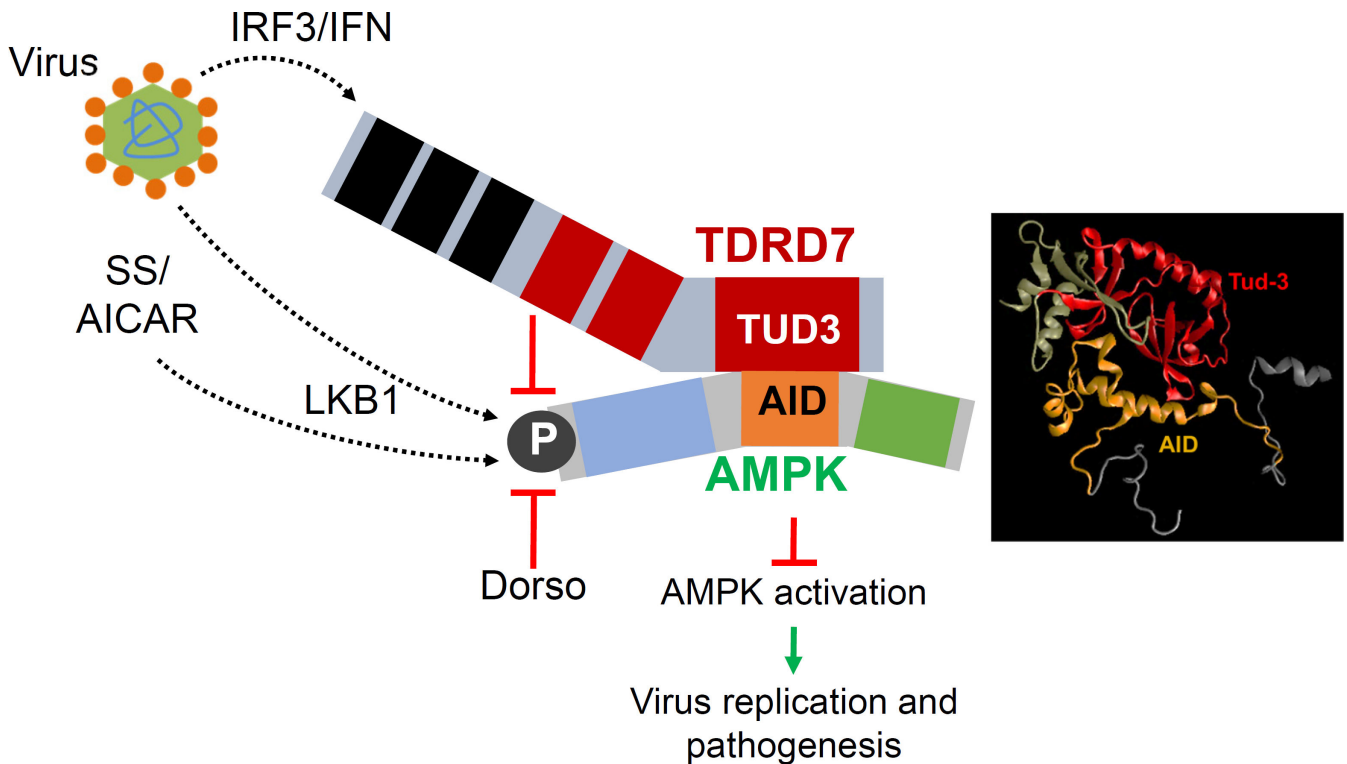 IRF3/IFN
Virus
SS/
AICAR
LKB1
TDRD7
TUD3
AID
P
AMPK
Dorso
AMPK activation
Virus replication and
pathogenesis
Tud-3
AID